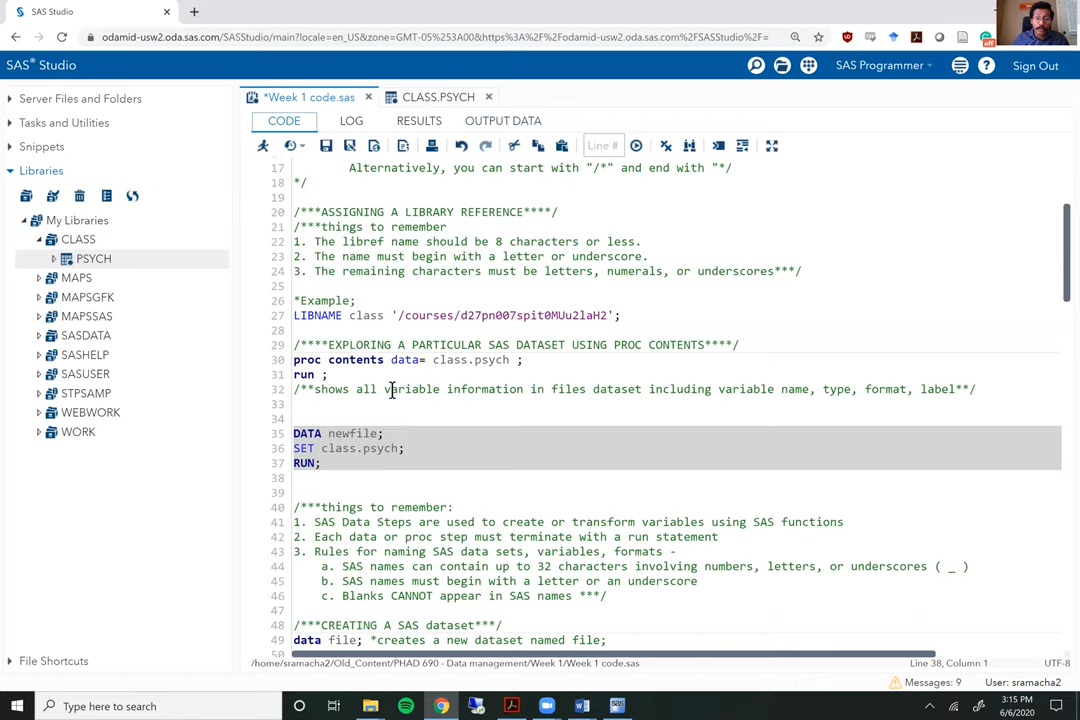 SAS Studio
odamid-usw2.oda.sas.com/SASStudio/main?locale=en_US&zone=GMT-05%253A00&https%3A%2F%2Fodamid-usw2.oda.sas.com%2FSASStudio%2F=
off
SAS® Studio
SAS Programmer
Sign Out
Server Files and Folders
Tasks and Utilities
Snippets
Libraries
My Libraries
CLASS
PSYCH
MAPS
MAPSGFK
MAPSSAS
SASDATA
SASHELP
SASUSER
STPSAMP
WEBWORK
WORK
File Shortcuts
*Week 1 code.sas
CLASS.PSYCH
CODE LOG RESULTS OUTPUT DATA
Line #
17 Alternatively, you can start with "/*" and end with "*/
18 */
19
20 /***ASSIGNING A LIBRARY REFERENCE****/
21 /***things to remember
22 1. The libref name should be 8 characters or less.
23 2. The name must begin with a letter or underscore.
24 3. The remaining characters must be letters, numerals, or underscores***/
25
26 *Example;
27 LIBNAME class '/courses/d27pn007spit0MUu2laH2';
28
29 /****EXPLORING A PARTICULAR SAS DATASET USING PROC CONTENTS****/
30 proc contents data= class.psych ;
31 run ;
32 /**shows all variable information in files dataset including variable name, type, format, label**/
33
34
35 DATA newfile;
36 SET class.psych;
37 RUN;
38
39
40 /***things to remember:
41 1. SAS Data Steps are used to create or transform variables using SAS functions
42 2. Each data or proc step must terminate with a run statement
43 3. Rules for naming SAS data sets, variables, formats -
44 a. SAS names can contain up to 32 characters involving numbers, letters, or underscores ( _ )
45 b. SAS names must begin with a letter or an underscore
46 c. Blanks CANNOT appear in SAS names ***/
47
48 /***CREATING A SAS dataset***/
49 data file; *creates a new dataset named file;
50
/home/sramacha2/Old_Content/PHAD 690 - Data management/Week 1/Week 1 code.sas
Line 38, Column 1
UTF-8
Messages: 9
User: sramacha2
Type here to search
3:15 PM
6/6/2020